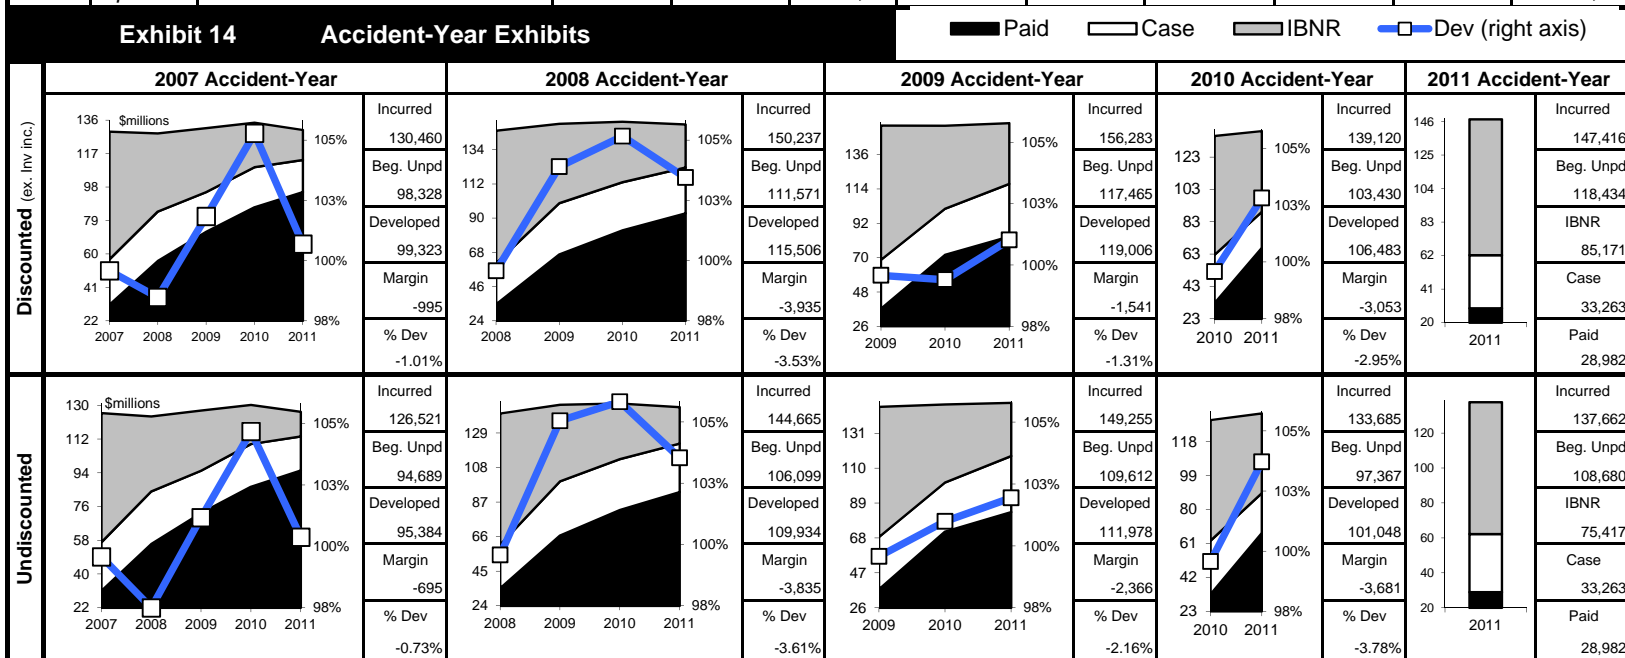 Exhibit 14 Accident-Year Exhibits
Paid Case IBNR Dev (right axis)
Discounted (ex. Inv inc.)
2007 Accident-Year
$millions
136
117
98
79
60
41
22
105%
103%
100%
98%
2007 2008 2009 2010 2011
Incurred
130,460
Beg. Unpd
98,328
Developed
99,323
Margin
-995
% Dev
-1.01%
2008 Accident-Year
134
112
90
68
46
24
105%
103%
100%
98%
2008 2009 2010 2011
Incurred
150,237
Beg. Unpd
111,571
Developed
115,506
Margin
-3,935
% Dev
-3.53%
2009 Accident-Year
136
114
92
70
48
26
105%
103%
100%
98%
2009 2010 2011
Incurred
156,283
Beg. Unpd
117,465
Developed
119,006
Margin
-1,541
% Dev
-1.31%
2010 Accident-Year
123
103
83
63
43
23
105%
103%
100%
98%
2010 2011
Incurred
139,120
Beg. Unpd
103,430
Developed
106,483
Margin
-3,053
% Dev
-2.95%
2011 Accident-Year
146
125
104
83
62
41
20
2011
Incurred
147,416
Beg. Unpd
118,434
IBNR
85,171
Case
33,263
Paid
28,982
Undiscounted
$millions
130
112
94
76
58
40
22
105%
103%
100%
98%
2007 2008 2009 2010 2011
Incurred
126,521
Beg. Unpd
94,689
Developed
95,384
Margin
-695
% Dev
-0.73%
129
108
87
66
45
24
105%
103%
100%
98%
2008 2009 2010 2011
Incurred
144,665
Beg. Unpd
106,099
Developed
109,934
Margin
-3,835
% Dev
-3.61%
131
110
89
68
47
26
105%
103%
100%
98%
2009 2010 2011
Incurred
149,255
Beg. Unpd
109,612
Developed
111,978
Margin
-2,366
% Dev
-2.16%
118
99
80
61
42
23
105%
103%
100%
98%
2010 2011
Incurred
133,685
Beg. Unpd
97,367
Developed
101,048
Margin
-3,681
% Dev
-3.78%
120
100
80
60
40
20
2011
Incurred
137,662
Beg. Unpd
108,680
IBNR
75,417
Case
33,263
Paid
28,982